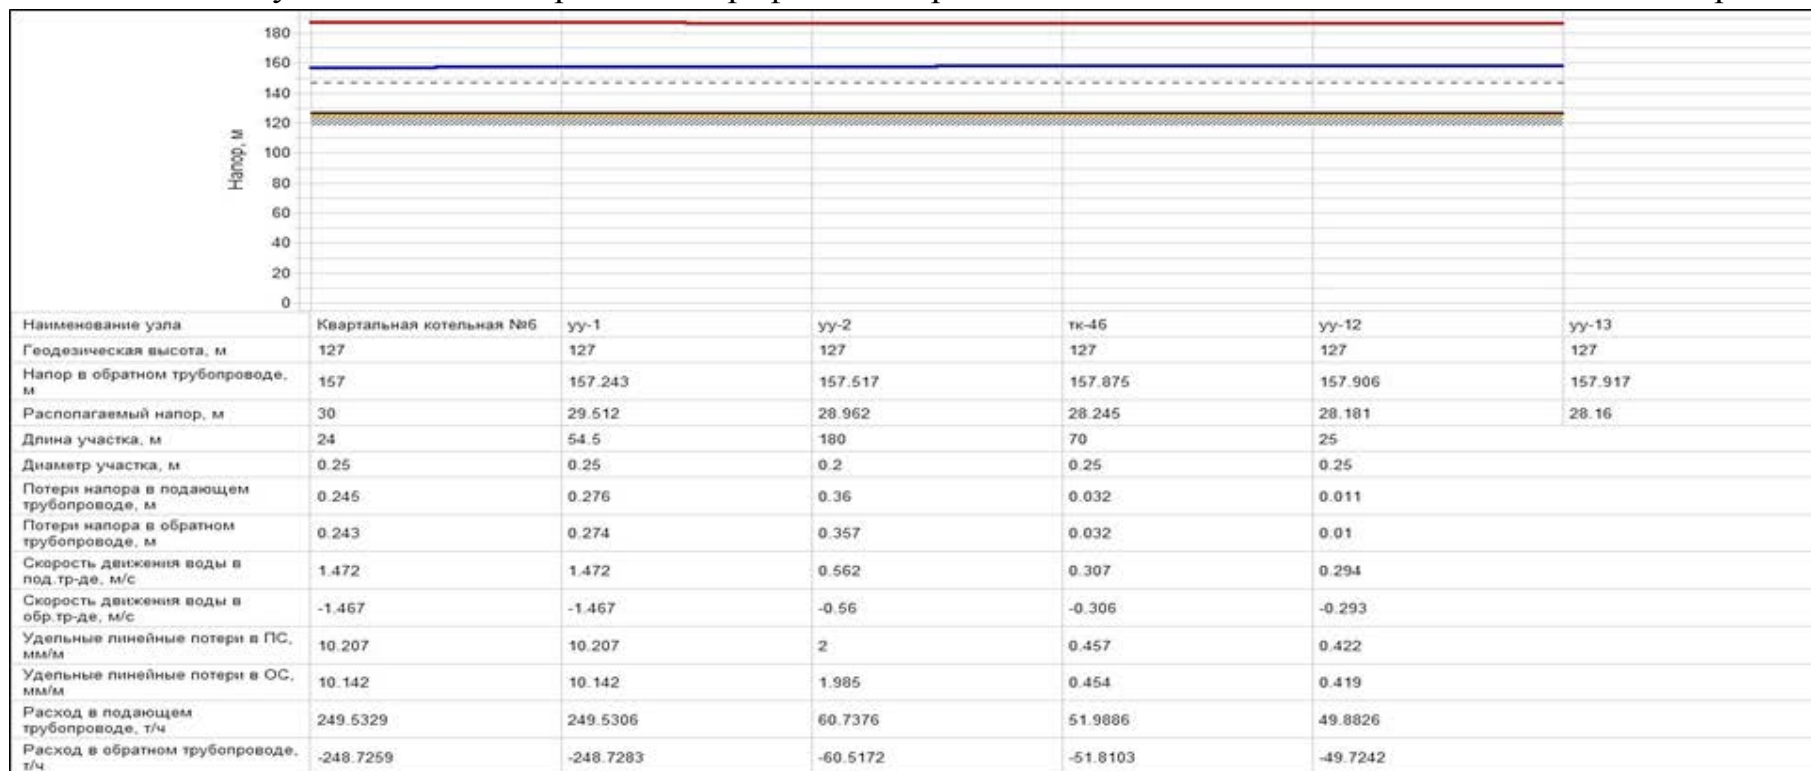 180
160
140
120
100
80
60
40
20
0
Напор, м
Наименование узла Квартальная котельная №6 уу-1 уу-2 тк-46 уу-12 уу-13
Геодезическая высота, м 127 127 127 127 127 127
Напор в обратном трубопроводе,
м 157 157.243 157.517 157.875 157.906 157.917
Располагаемый напор, м 30 29.512 28.962 28.245 28.181 28.16
Длина участка, м 24 54.5 180 70 25
Диаметр участка, м 0.25 0.25 0.2 0.25 0.25
Потери напора в подающем
трубопроводе, м 0.245 0.276 0.36 0.032 0.011
Потери напора в обратном
трубопроводе, м 0.243 0.274 0.357 0.032 0.01
Скорость движения воды в
под.тр-де, м/с 1.472 1.472 0.562 0.307 0.294
Скорость движения воды в
обр.тр-де, м/с -1.467 -1.467 -0.56 -0.306 -0.293
Удельные линейные потери в ПС,
мм/м 10.207 10.207 2 0.457 0.422
Удельные линейные потери в ОС,
мм/м 10.142 10.142 1.985 0.454 0.419
Расход в подающем
трубопроводе, т/ч 249.5329 249.5306 60.7376 51.9886 49.8826
Расход в обратном трубопроводе,
т/ч -248.7259 -248.7283 -60.5172 -51.8103 -49.7242